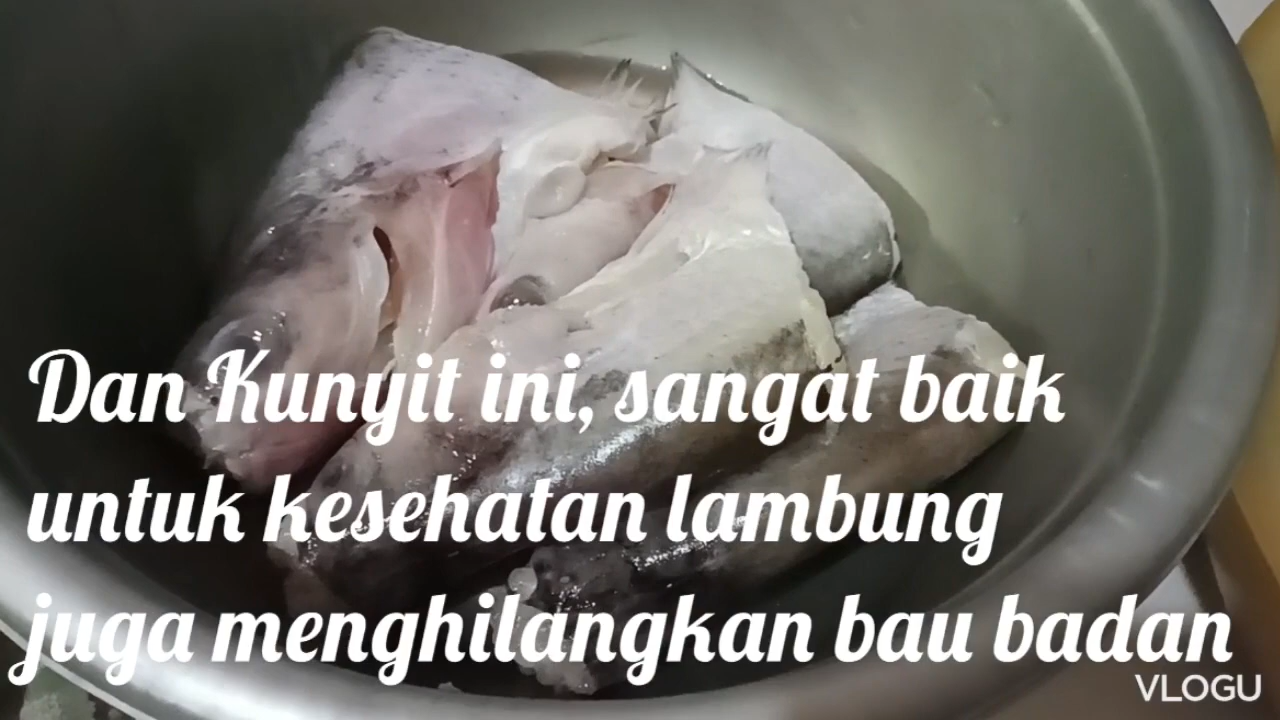 Dan Kunyit ini, sangat baik
untuk kesehatan lambung
juga menghilangkan bau badan
VLOGU